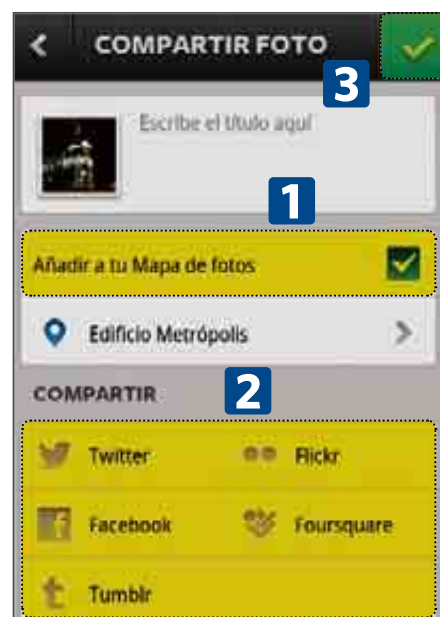 COMPARTIR FOTO
3
Escribe el título aquí
1
Añadir a tu Mapa de fotos
Edificio Metrópolis
COMPARTIR
2
Twitter Flickr
Facebook Foursquare
Tumblr